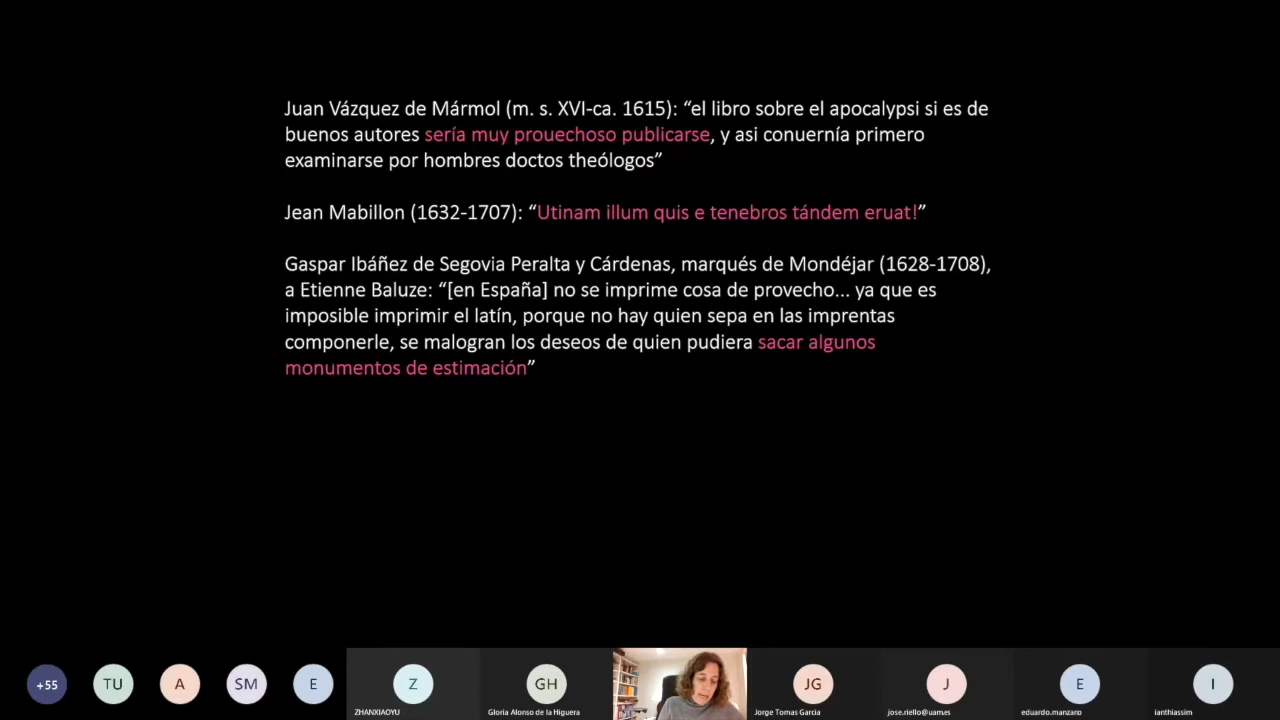 Juan Vázquez de Mármol (m. s. XVI-ca. 1615): “el libro sobre el apocalypsi si es de
buenos autores sería muy prouechoso publicarse, y asi conuernía primero
examinarse por hombres doctos theólogos”
Jean Mabillon (1632-1707): “Utinam illum quis e tenebros tándem eruat!”
Gaspar Ibáñez de Segovia Peralta y Cárdenas, marqués de Mondéjar (1628-1708),
a Etienne Baluze: “[en España] no se imprime cosa de provecho... ya que es
imposible imprimir el latín, porque no hay quien sepa en las imprentas
componerle, se malogran los deseos de quien pudiera sacar algunos
monumentos de estimación”
+55 TU A SM E Z GH JG J E I
ZHANXIAOYU Gloria Alonso de la Higuera Jorge Tomas Garcia jose.riello@uam.es eduardo.manzano ianthiassim